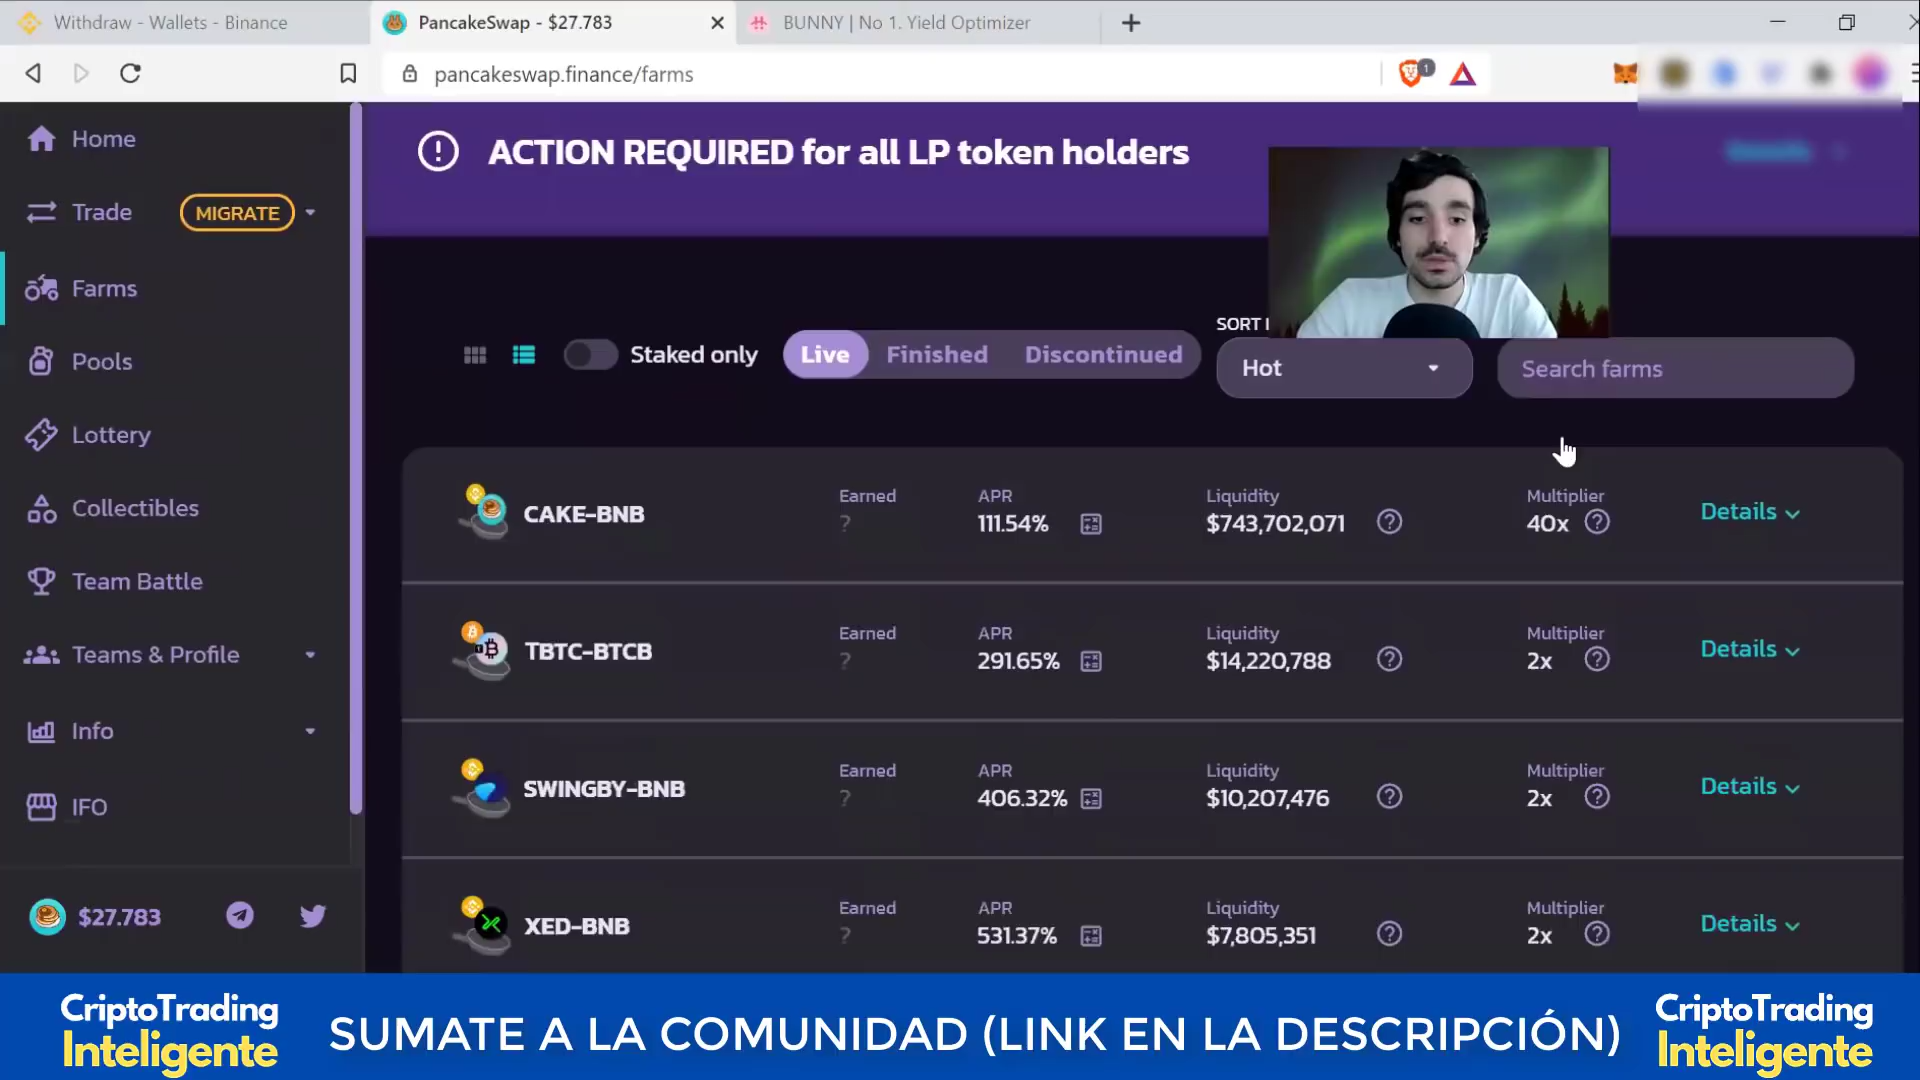 Withdraw - Wallets - Binance
PancakeSwap - $27.783
BUNNY | No 1. Yield Optimizer
pancakeswap.finance/farms
1
Home
Trade
MIGRATE
Farms
Pools
Lottery
Collectibles
Team Battle
Teams & Profile
Info
IFO
$27.783
ACTION REQUIRED for all LP token holders
Staked only
Live
Finished
Discontinued
SORT
Hot
Search farms
CAKE-BNB
Earned
?
APR
111.54%
Liquidity
$743,702,071
Multiplier
40x
Details
TBTC-BTCB
Earned
?
APR
291.65%
Liquidity
$14,220,788
Multiplier
2x
Details
SWINGBY-BNB
Earned
?
APR
406.32%
Liquidity
$10,207,476
Multiplier
2x
Details
XED-BNB
Earned
?
APR
531.37%
Liquidity
$7,805,351
Multiplier
2x
Details
CriptoTrading
Inteligente
SUMATE A LA COMUNIDAD (LINK EN LA DESCRIPCIÓN)
CriptoTrading
Inteligente